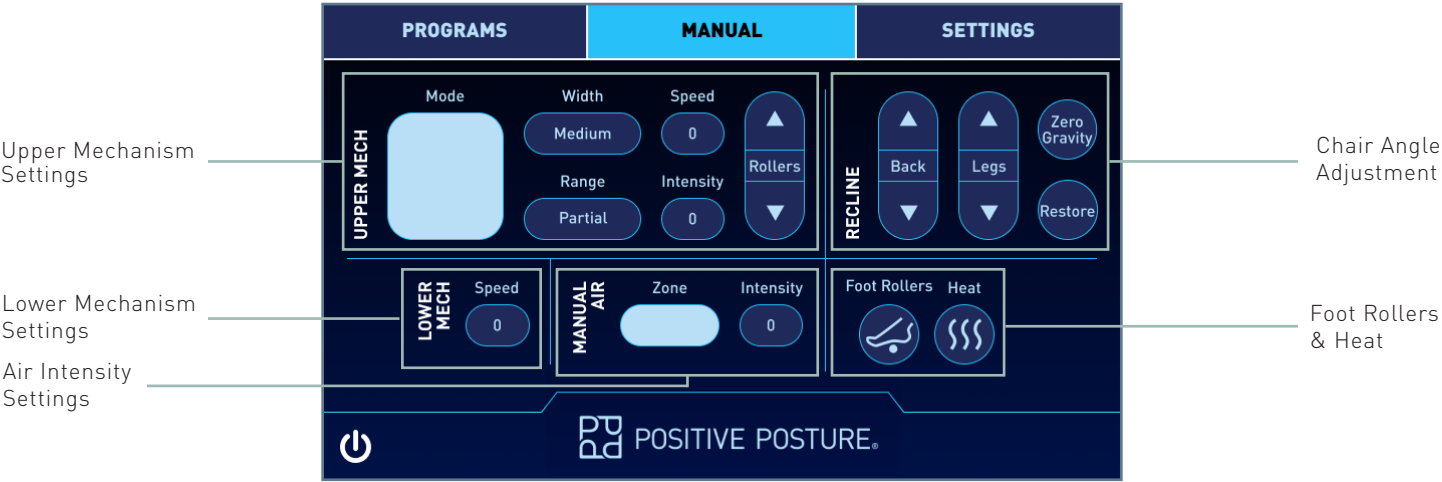 PROGRAMS
MANUAL
SETTINGS
Upper Mechanism
Settings
UPPER MECH
Mode
Width
Medium
Range
Partial
Speed
0
Intensity
0
Rollers
RECLINE
Back
Legs
Zero
Gravity
Restore
Chair Angle
Adjustment
Lower Mechanism
Settings
LOWER
MECH
Speed
0
Air Intensity
Settings
MANUAL
AIR
Zone
Intensity
0
Foot Rollers
Heat
Foot Rollers
& Heat
POSITIVE POSTURE®